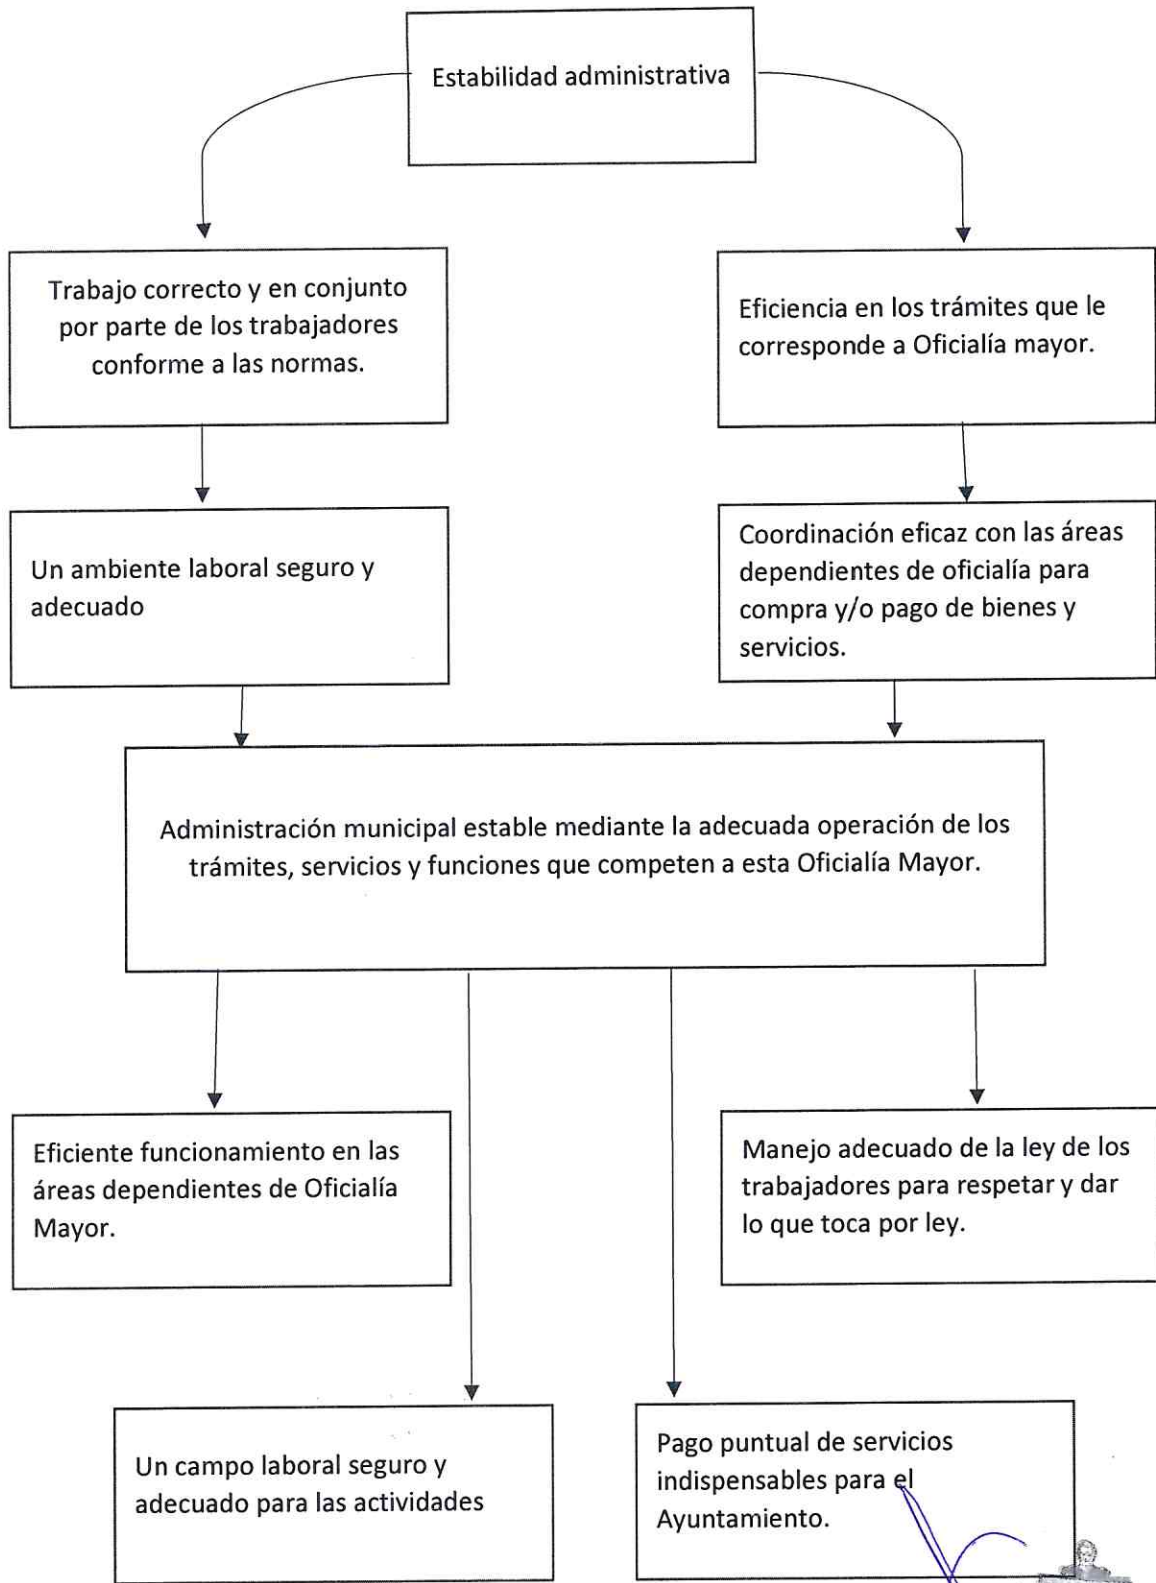 Estabilidad administrativa
Trabajo correcto y en conjunto
por parte de los trabajadores
conforme a las normas.
Eficiencia en los trámites que le
corresponde a Oficialía mayor.
Un ambiente laboral seguro y
adecuado
Coordinación eficaz con las áreas
dependientes de oficialía para
compra y/o pago de bienes y
servicios.
Administración municipal estable mediante la adecuada operación de los
trámites, servicios y funciones que competen a esta Oficialía Mayor.
Eficiente funcionamiento en las
áreas dependientes de Oficialía
Mayor.
Manejo adecuado de la ley de los
trabajadores para respetar y dar
lo que toca por ley.
Un campo laboral seguro y
adecuado para las actividades
Pago puntual de servicios
indispensables para el
Ayuntamiento.